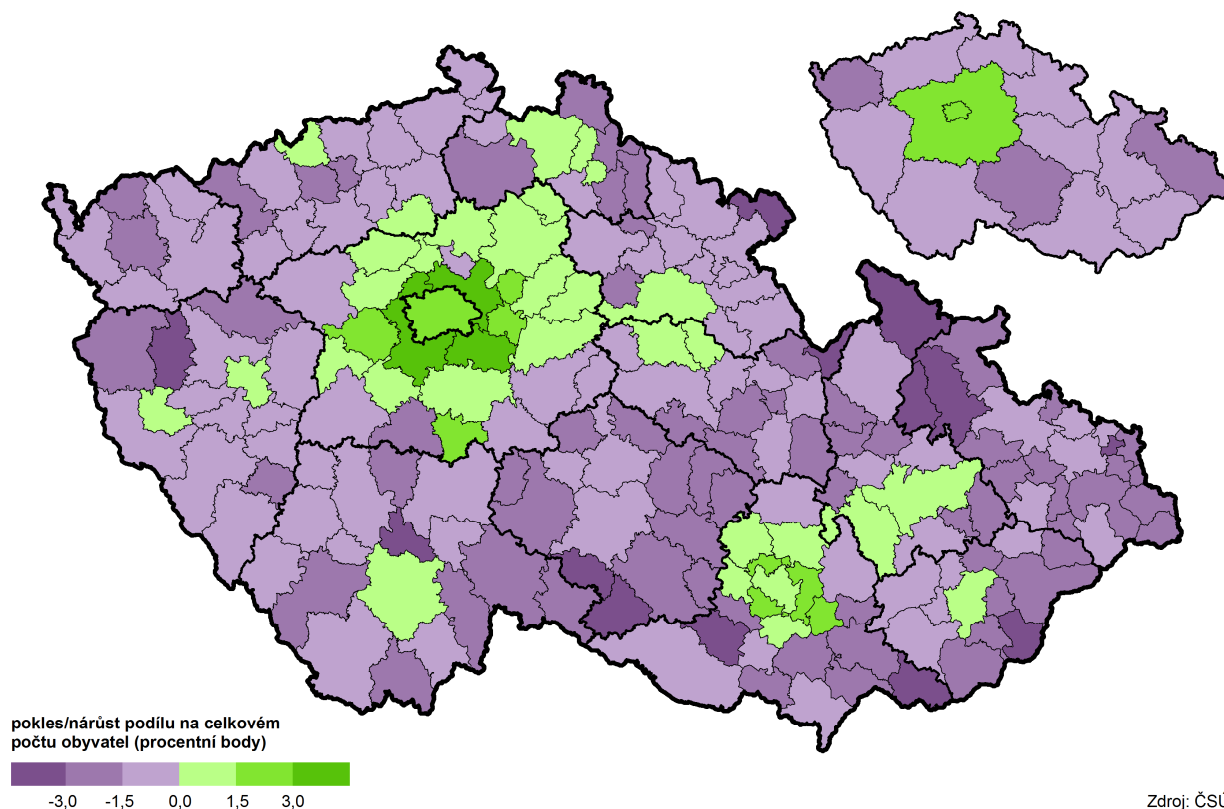 pokles/nárůst podílu na celkovém
počtu obyvatel (procentní body)
-3,0 -1,5 0,0 1,5 3,0
Zdroj: ČSÚ